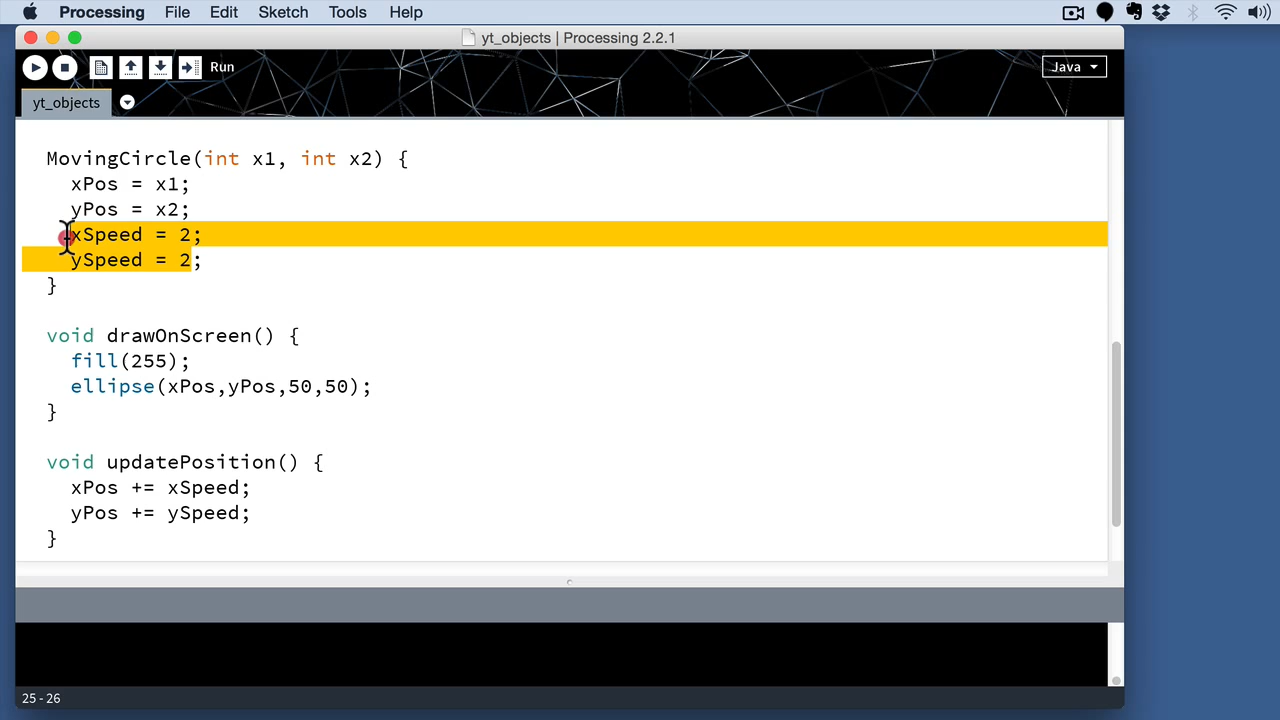 Processing File Edit Sketch Tools Help
yt_objects | Processing 2.2.1
Run
Java
yt_objects
MovingCircle(int x1, int x2) {
xPos = x1;
yPos = x2;
xSpeed = 2;
ySpeed = 2;
}
void drawOnScreen() {
fill(255);
ellipse(xPos,yPos,50,50);
}
void updatePosition() {
xPos += xSpeed;
yPos += ySpeed;
}
25 - 26